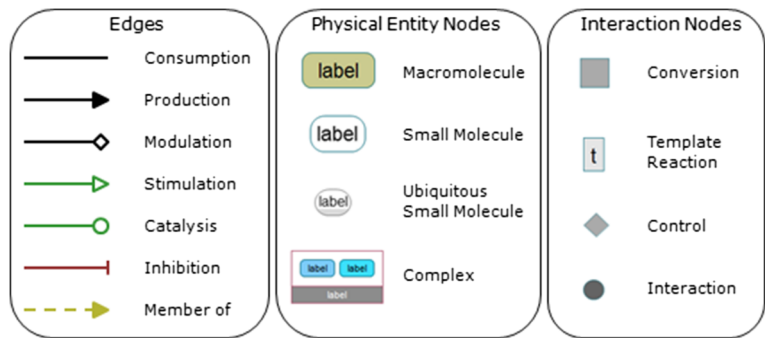 Edges
Consumption
Production
Modulation
Stimulation
Catalysis
Inhibition
Member of
Physical Entity Nodes
label
Macromolecule
label
Small Molecule
label
Ubiquitous
Small Molecule
label label
label
Complex
Interaction Nodes
Conversion
t
Template
Reaction
Control
Interaction